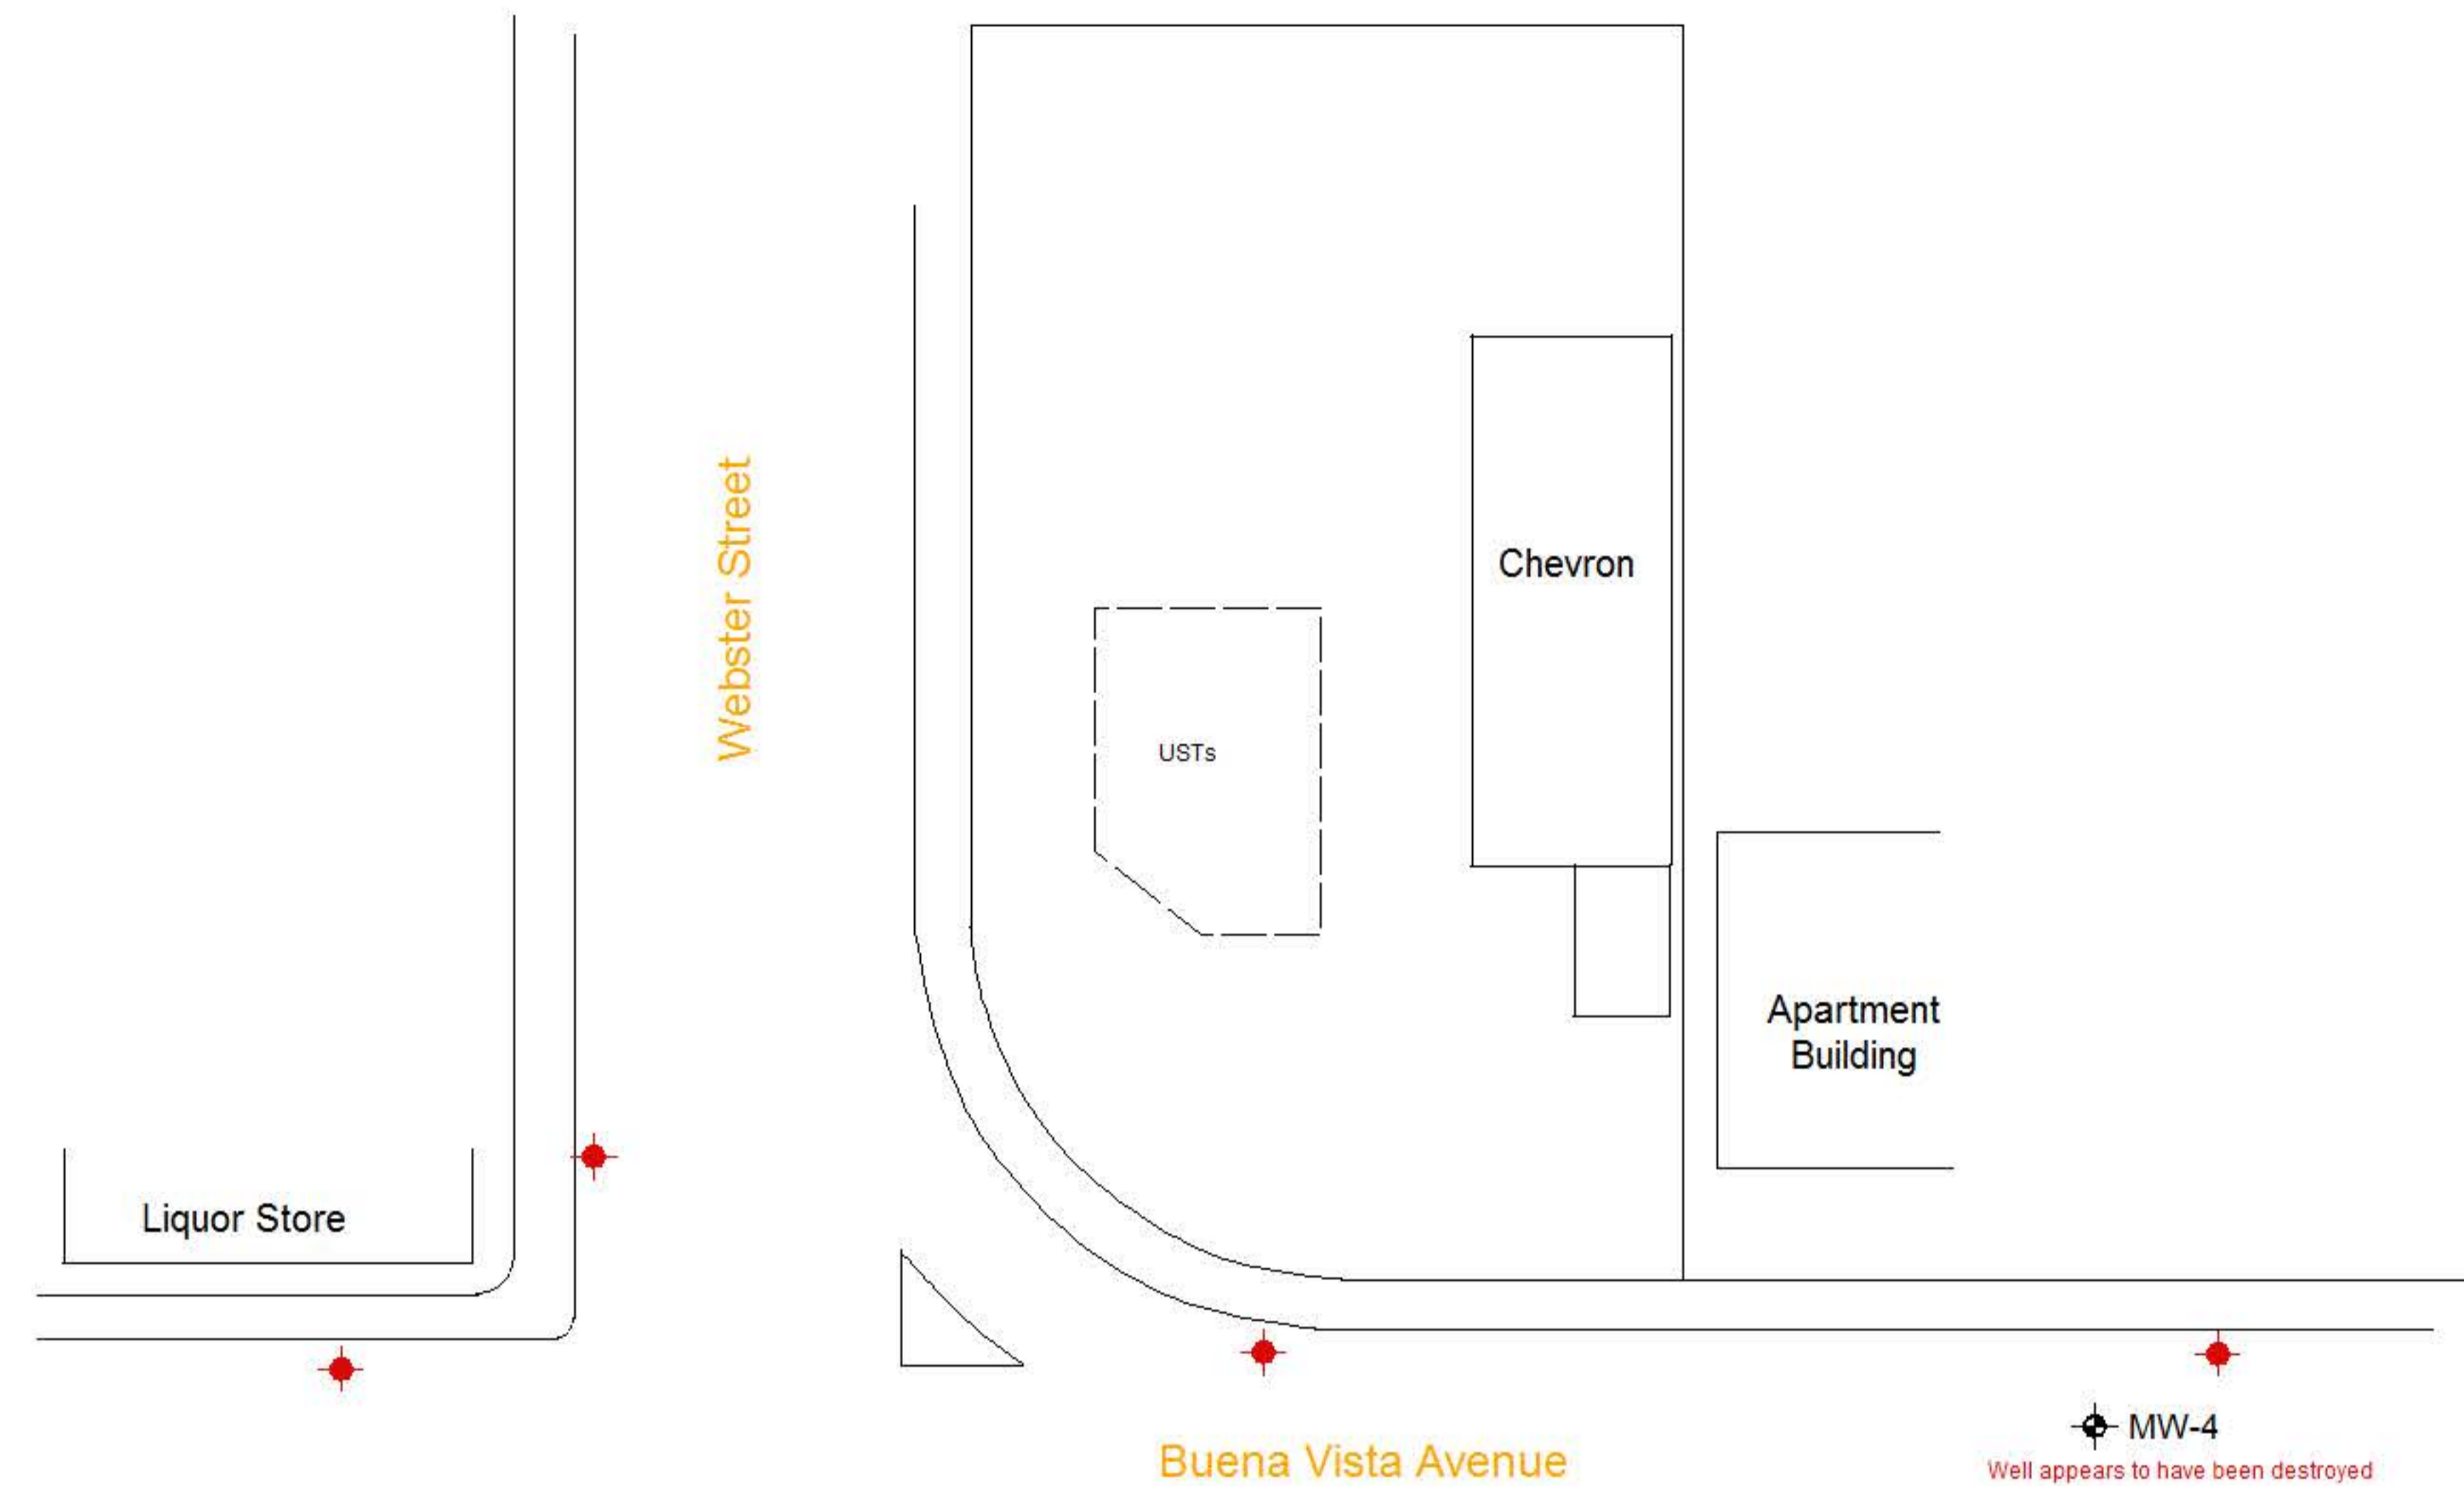 Webster Street
Chevron
USTs
Apartment
Building
Liquor Store
MW-4
Buena Vista Avenue
Well appears to have been destroyed